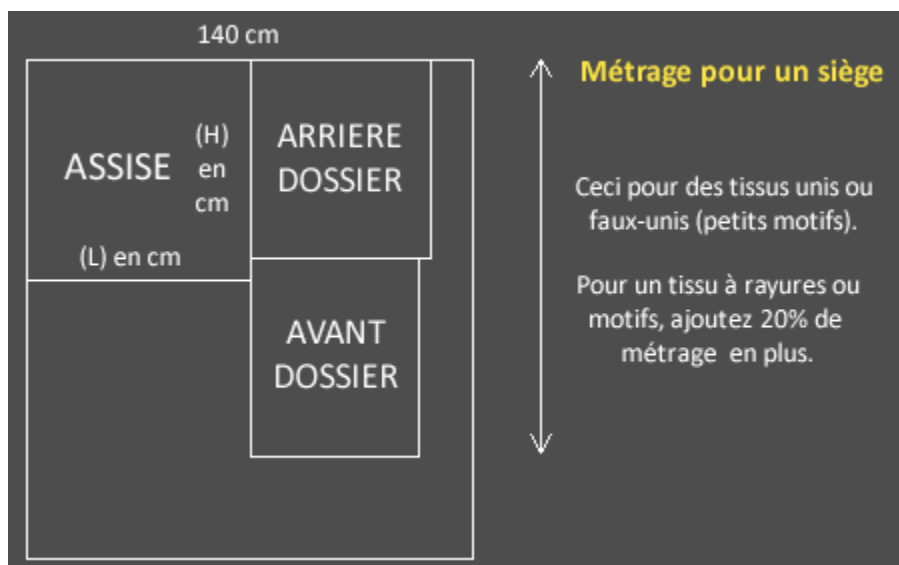 140 cm
Métrage pour un siège
ASSISE
(H)
en
cm
(L) en cm
ARRIERE
DOSSIER
AVANT
DOSSIER
Ceci pour des tissus unis ou
faux-unis (petits motifs).
Pour un tissu à rayures ou
motifs, ajoutez 20% de
métrage en plus.